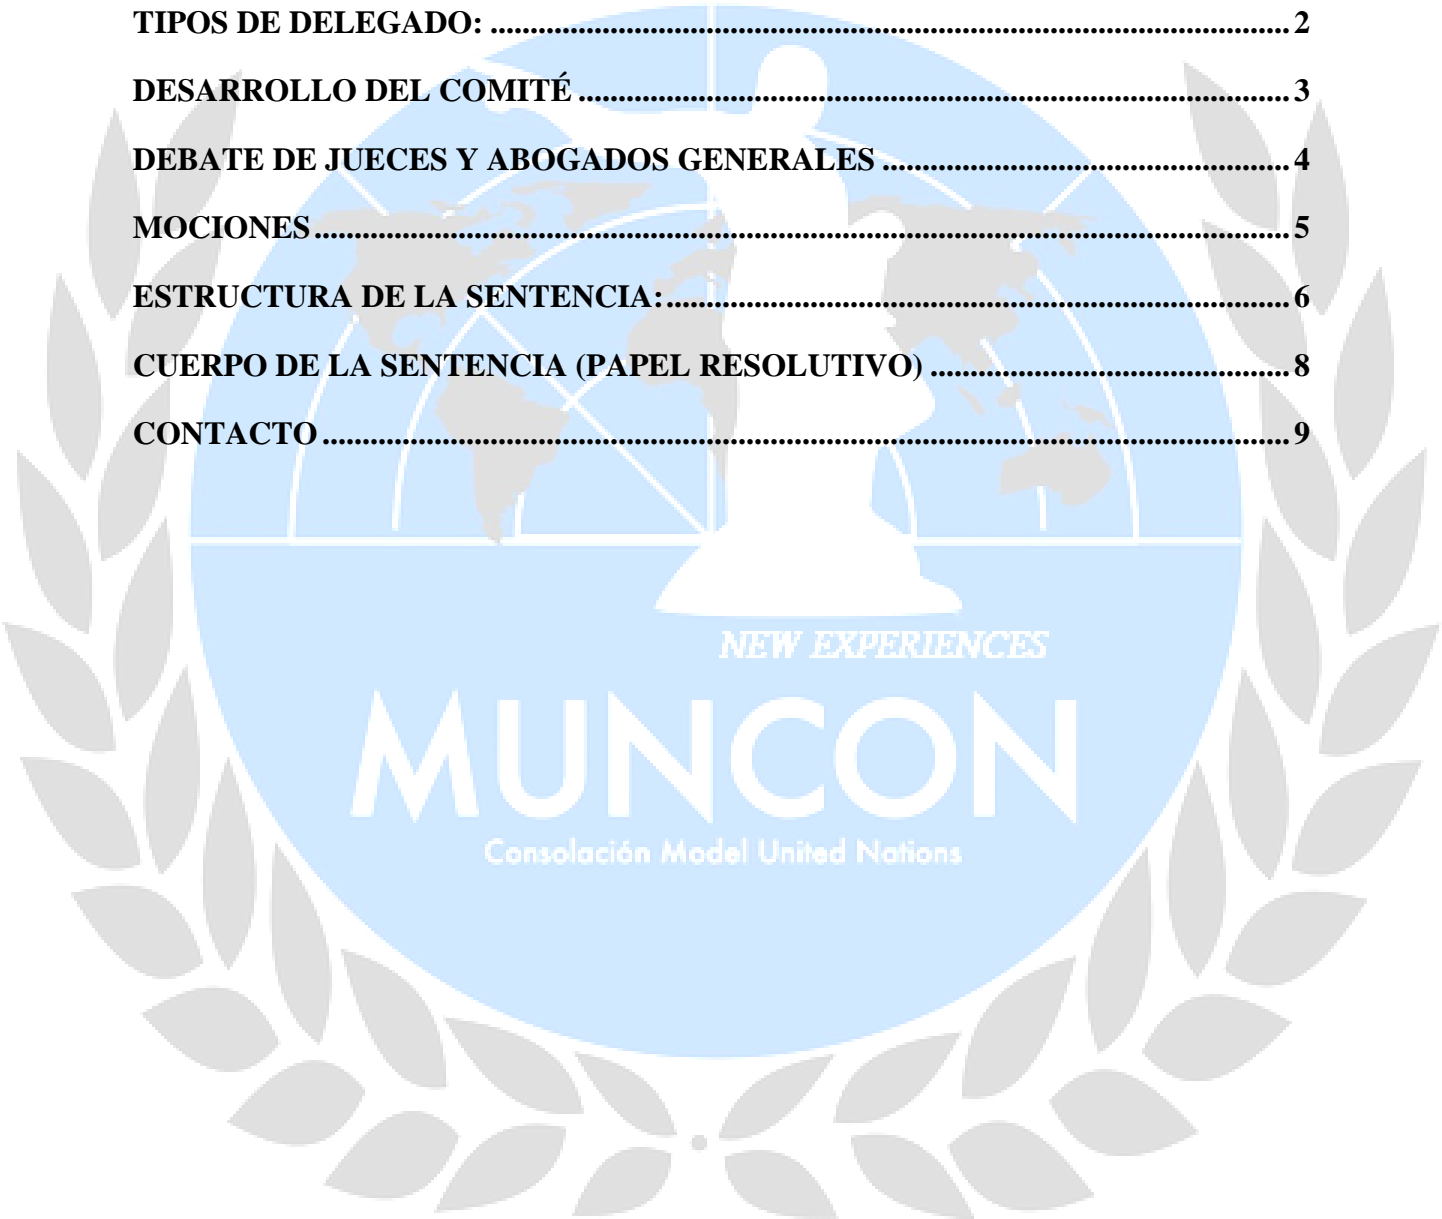 TIPOS DE DELEGADO: ........................................................................................................ 2
DESARROLLO DEL COMITÉ ............................................................................................ 3
DEBATE DE JUECES Y ABOGADOS GENERALES ..................................................... 4
MOCIONES ............................................................................................................................ 5
ESTRUCTURA DE LA SENTENCIA: ................................................................................ 6
CUERPO DE LA SENTENCIA (PAPEL RESOLUTIVO) ............................................... 8
CONTACTO ........................................................................................................................... 9
NEW EXPERIENCES
MUNCON
Consolación Model United Nations